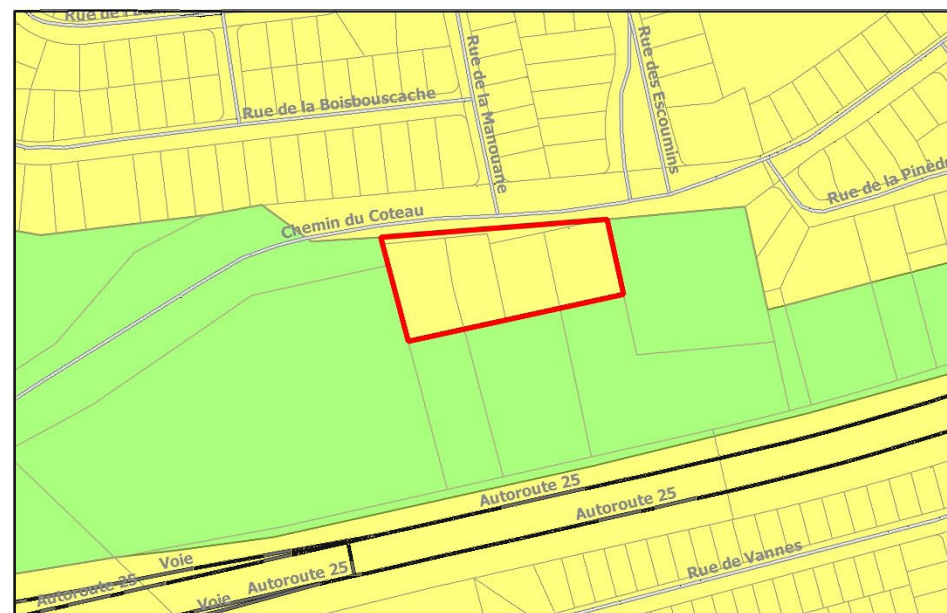 Rue de la Boisbouscache
Rue de la Manouane
Rue des Escoumins
Rue de la Pinède
Chemin du Coteau
Autoroute 25
Autoroute 25
Voie
Autoroute 25
Autoroute 25
Voie
Rue de Vannes